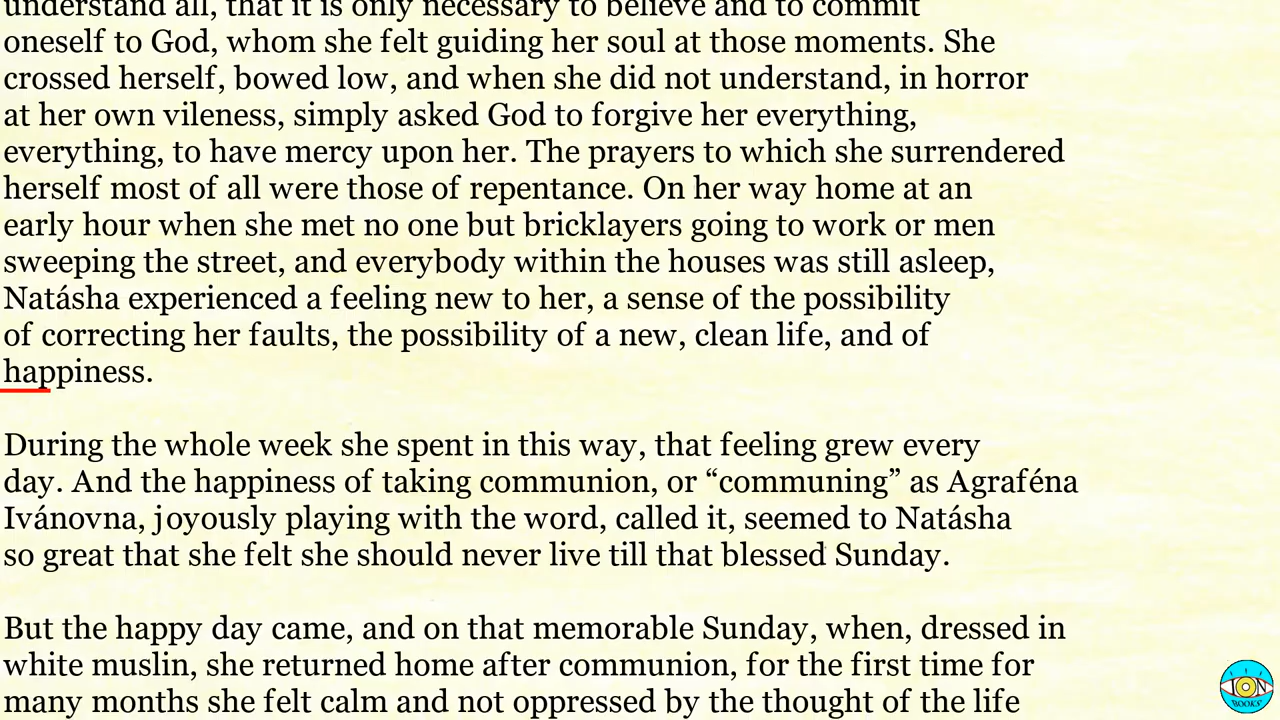 understand all, that it is only necessary to believe and to commit
oneself to God, whom she felt guiding her soul at those moments. She
crossed herself, bowed low, and when she did not understand, in horror
at her own vileness, simply asked God to forgive her everything,
everything, to have mercy upon her. The prayers to which she surrendered
herself most of all were those of repentance. On her way home at an
early hour when she met no one but bricklayers going to work or men
sweeping the street, and everybody within the houses was still asleep,
Natásha experienced a feeling new to her, a sense of the possibility
of correcting her faults, the possibility of a new, clean life, and of
happiness.
During the whole week she spent in this way, that feeling grew every
day. And the happiness of taking communion, or “communing” as Agraféna
Ivánovna, joyously playing with the word, called it, seemed to Natásha
so great that she felt she should never live till that blessed Sunday.
But the happy day came, and on that memorable Sunday, when, dressed in
white muslin, she returned home after communion, for the first time for
many months she felt calm and not oppressed by the thought of the life
ION
BOOKS